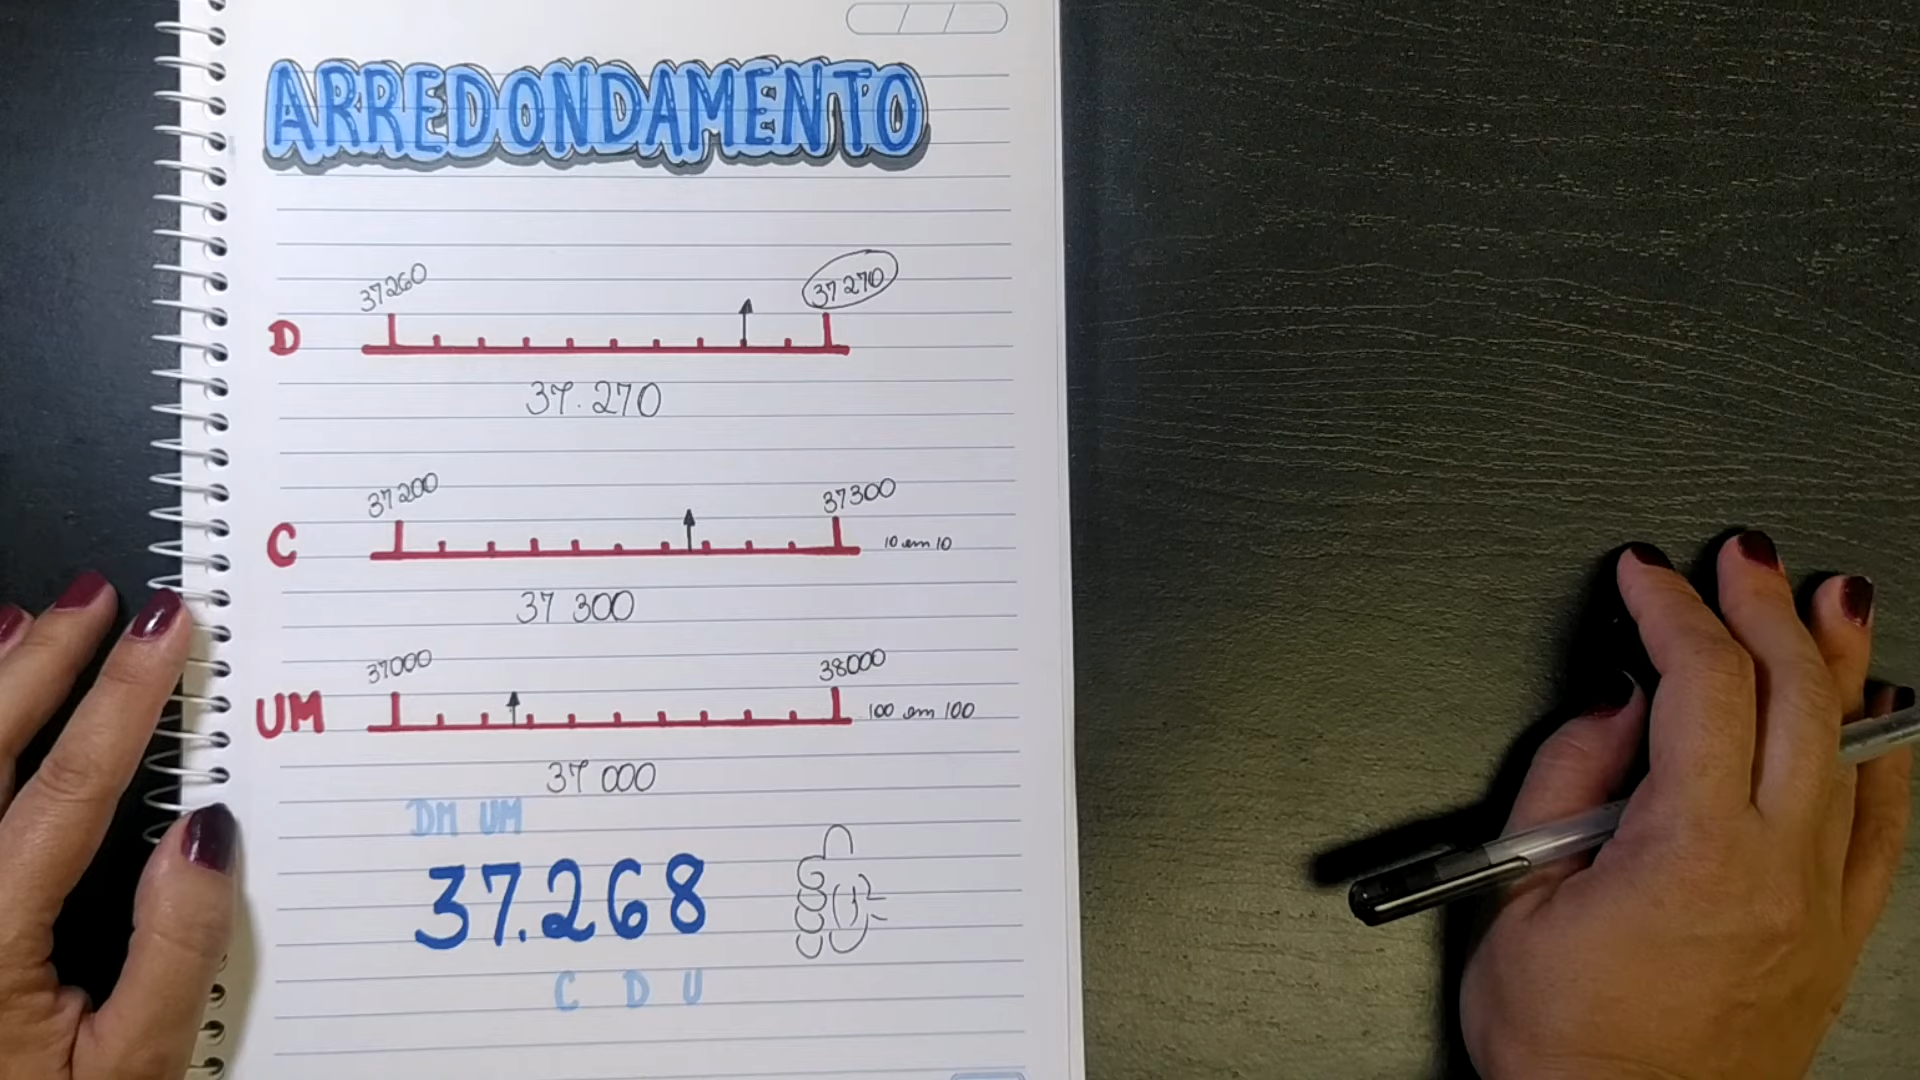 ARREDONDAMENTO
37260 37270
D
37.270
37200 37300
C 10 em 10
37 300
37000 38000
UM 100 em 100
37 000
DM UM
37.268
C D U